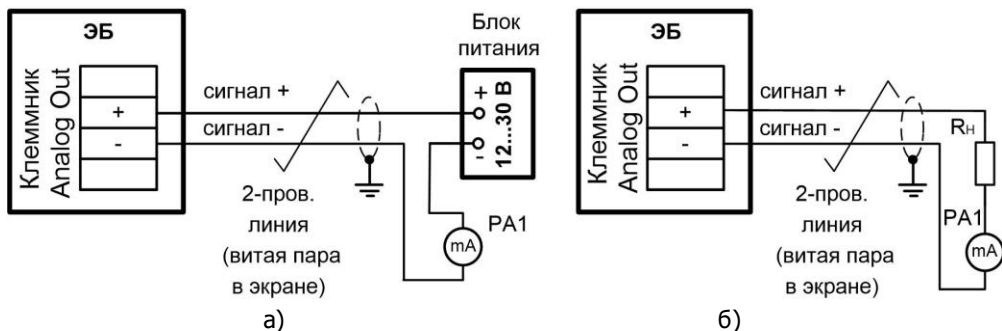 ЭБ
Клеммник
Analog Out
+
-
сигнал +
сигнал -
2-пров.
линия
(витая пара
в экране)
Блок
питания
+
-
12...30 В
PA1
mA
а)
ЭБ
Клеммник
Analog Out
+
-
сигнал +
сигнал -
2-пров.
линия
(витая пара
в экране)
RН
PA1
mA
б)